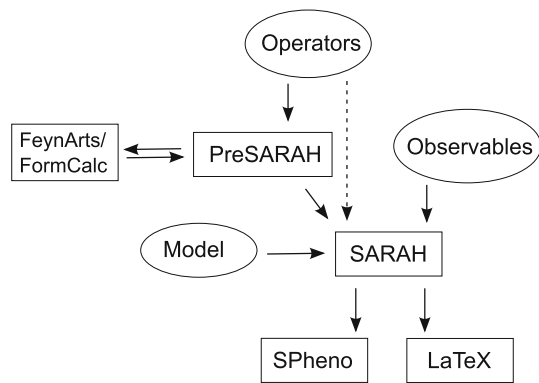 Operators
FeynArts/
FormCalc
PreSARAH
Observables
Model
SARAH
SPheno
LaTeX